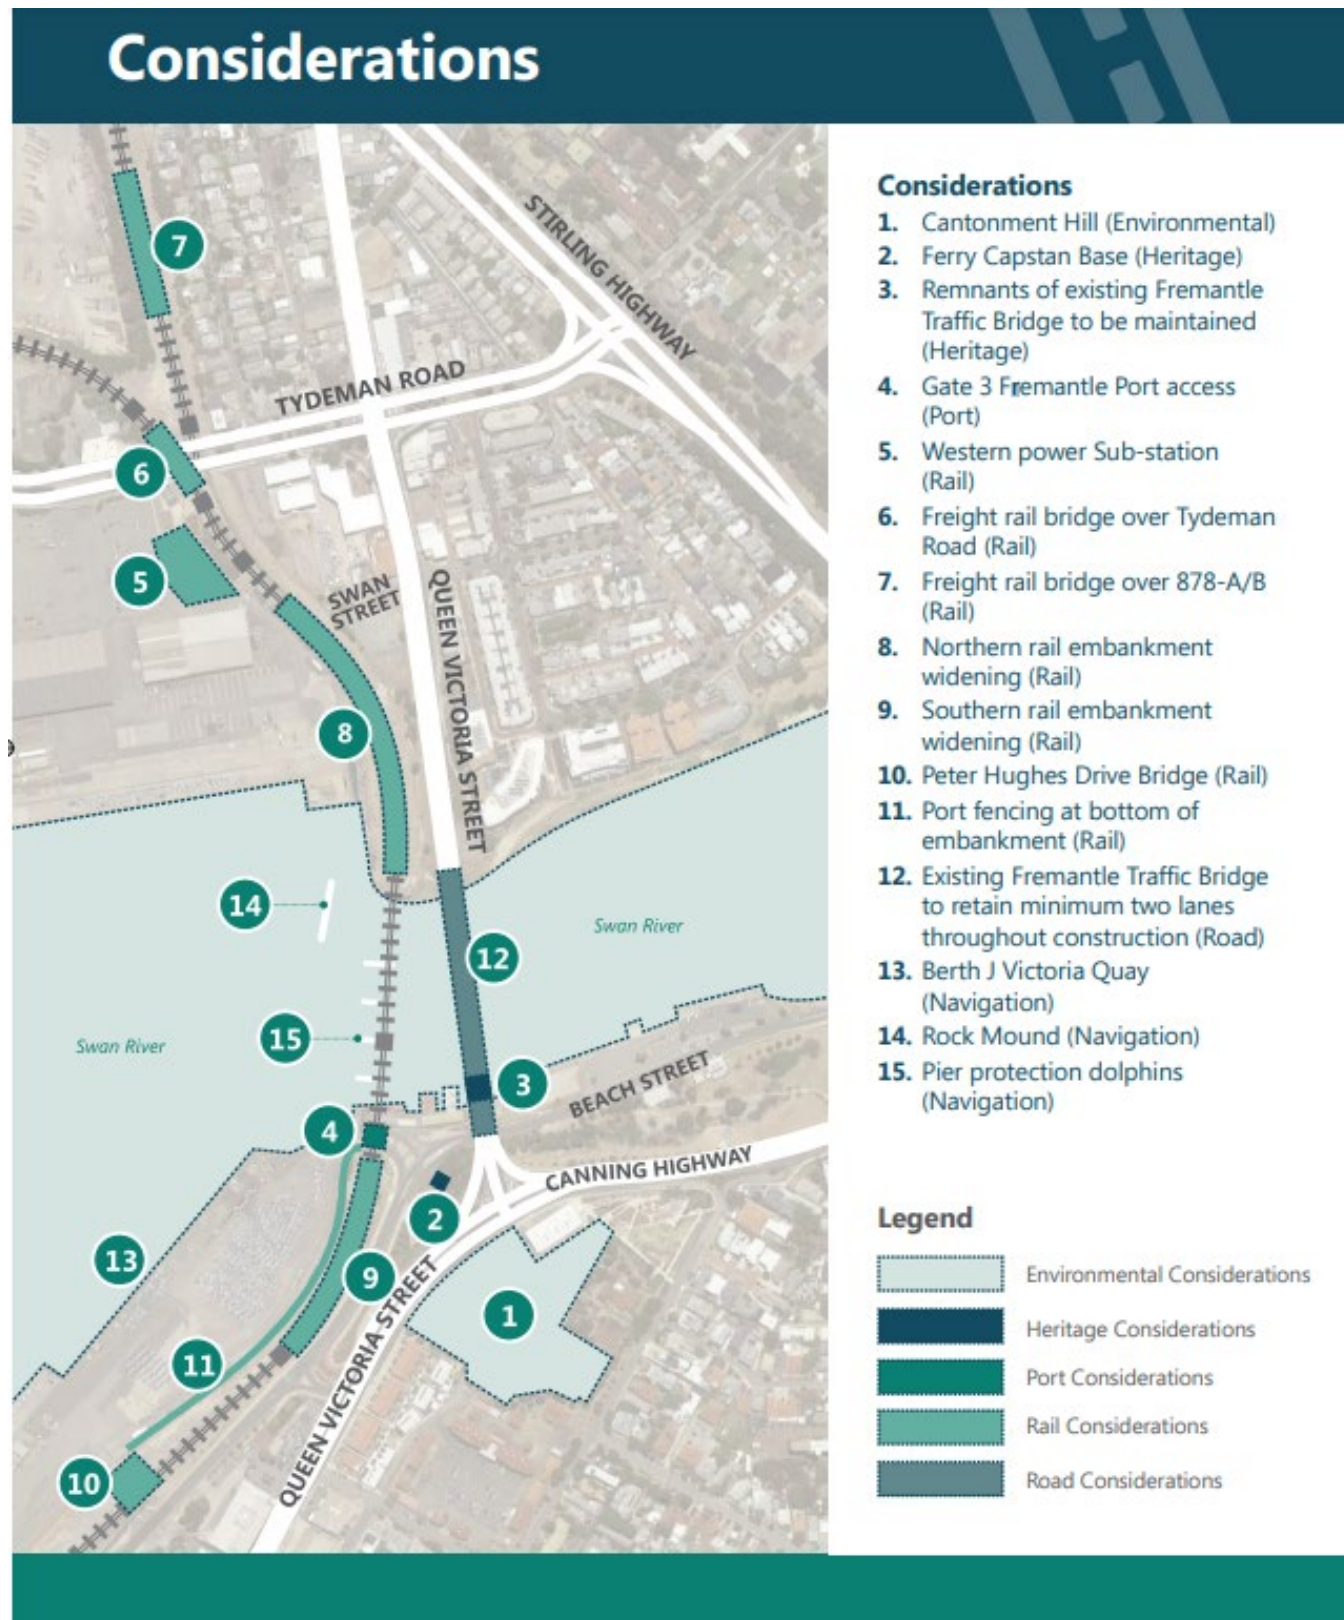 Considerations
STIRLING HIGHWAY
7
TYDEMAN ROAD
6
5
SWAN
STREET
QUEEN VICTORIA STREET
8
14
Swan River
12
15
Swan River
3
BEACH STREET
4
CANNING HIGHWAY
2
13
9
1
QUEEN VICTORIA STREET
11
10
Considerations
1. Cantonment Hill (Environmental)
2. Ferry Capstan Base (Heritage)
3. Remnants of existing Fremantle
Traffic Bridge to be maintained
(Heritage)
4. Gate 3 Fremantle Port access
(Port)
5. Western power Sub-station
(Rail)
6. Freight rail bridge over Tydeman
Road (Rail)
7. Freight rail bridge over 878-A/B
(Rail)
8. Northern rail embankment
widening (Rail)
9. Southern rail embankment
widening (Rail)
10. Peter Hughes Drive Bridge (Rail)
11. Port fencing at bottom of
embankment (Rail)
12. Existing Fremantle Traffic Bridge
to retain minimum two lanes
throughout construction (Road)
13. Berth J Victoria Quay
(Navigation)
14. Rock Mound (Navigation)
15. Pier protection dolphins
(Navigation)
Legend
Environmental Considerations
Heritage Considerations
Port Considerations
Rail Considerations
Road Considerations